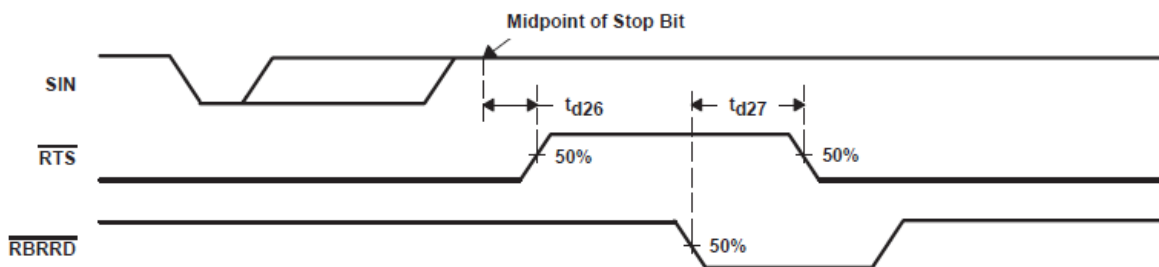 Midpoint of Stop Bit
SIN
td26
td27
RTS
50%
50%
RBRRD
50%